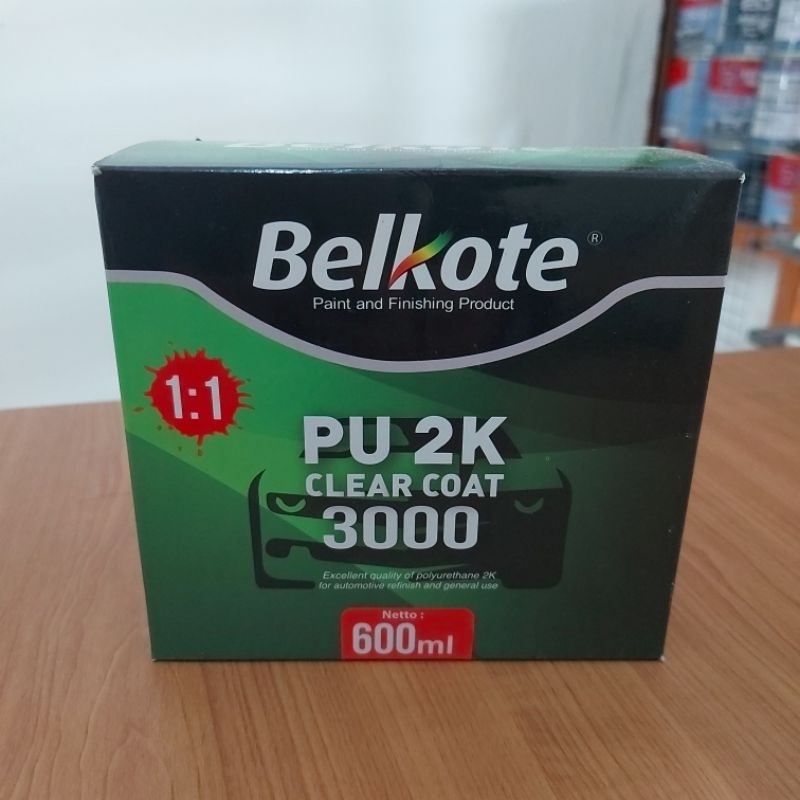 Belkote ®
Paint and Finishing Product
1:1
PU 2K
CLEAR COAT
3000
Excellent quality of polyurethane 2K
for automotive refinish and general use
Netto :
600ml